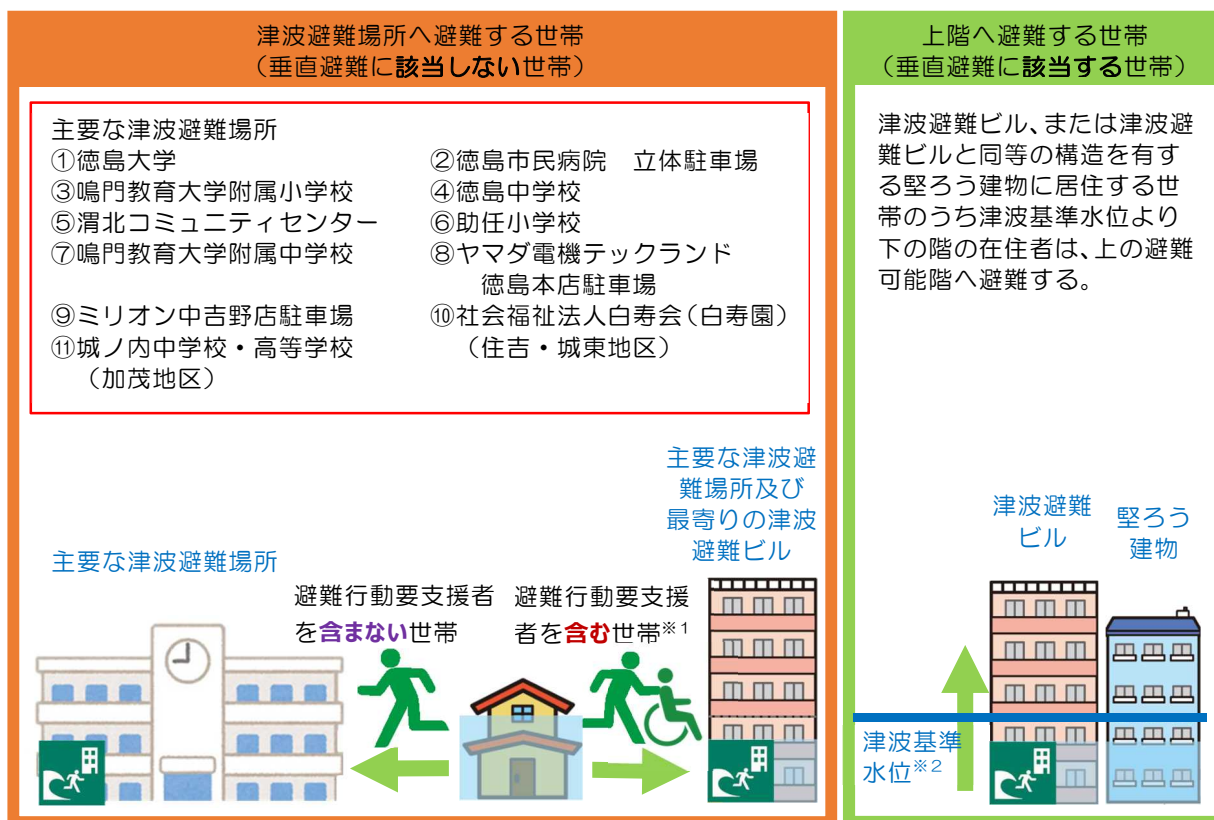 津波避難場所へ避難する世帯
（垂直避難に該当しない世帯）
主要な津波避難場所
①徳島大学
②徳島市民病院　立体駐車場
③鳴門教育大学附属小学校
④徳島中学校
⑤渭北コミュニティセンター
⑥助任小学校
⑦鳴門教育大学附属中学校
⑧ヤマダ電機テックランド
徳島本店駐車場
⑨ミリオン中吉野店駐車場
⑩社会福祉法人白寿会（白寿園）
（住吉・城東地区）
⑪城ノ内中学校・高等学校
（加茂地区）
主要な津波避難場所
避難行動要支援者
を含まない世帯
避難行動要支援
者を含む世帯※1
主要な津波避
難場所及び
最寄りの津波
避難ビル
上階へ避難する世帯
（垂直避難に該当する世帯）
津波避難ビル、または津波避
難ビルと同等の構造を有す
る堅ろう建物に居住する世
帯のうち津波基準水位より
下の階の在住者は、上の避難
可能階へ避難する。
津波避難
ビル
堅ろう
建物
津波基準
水位※2